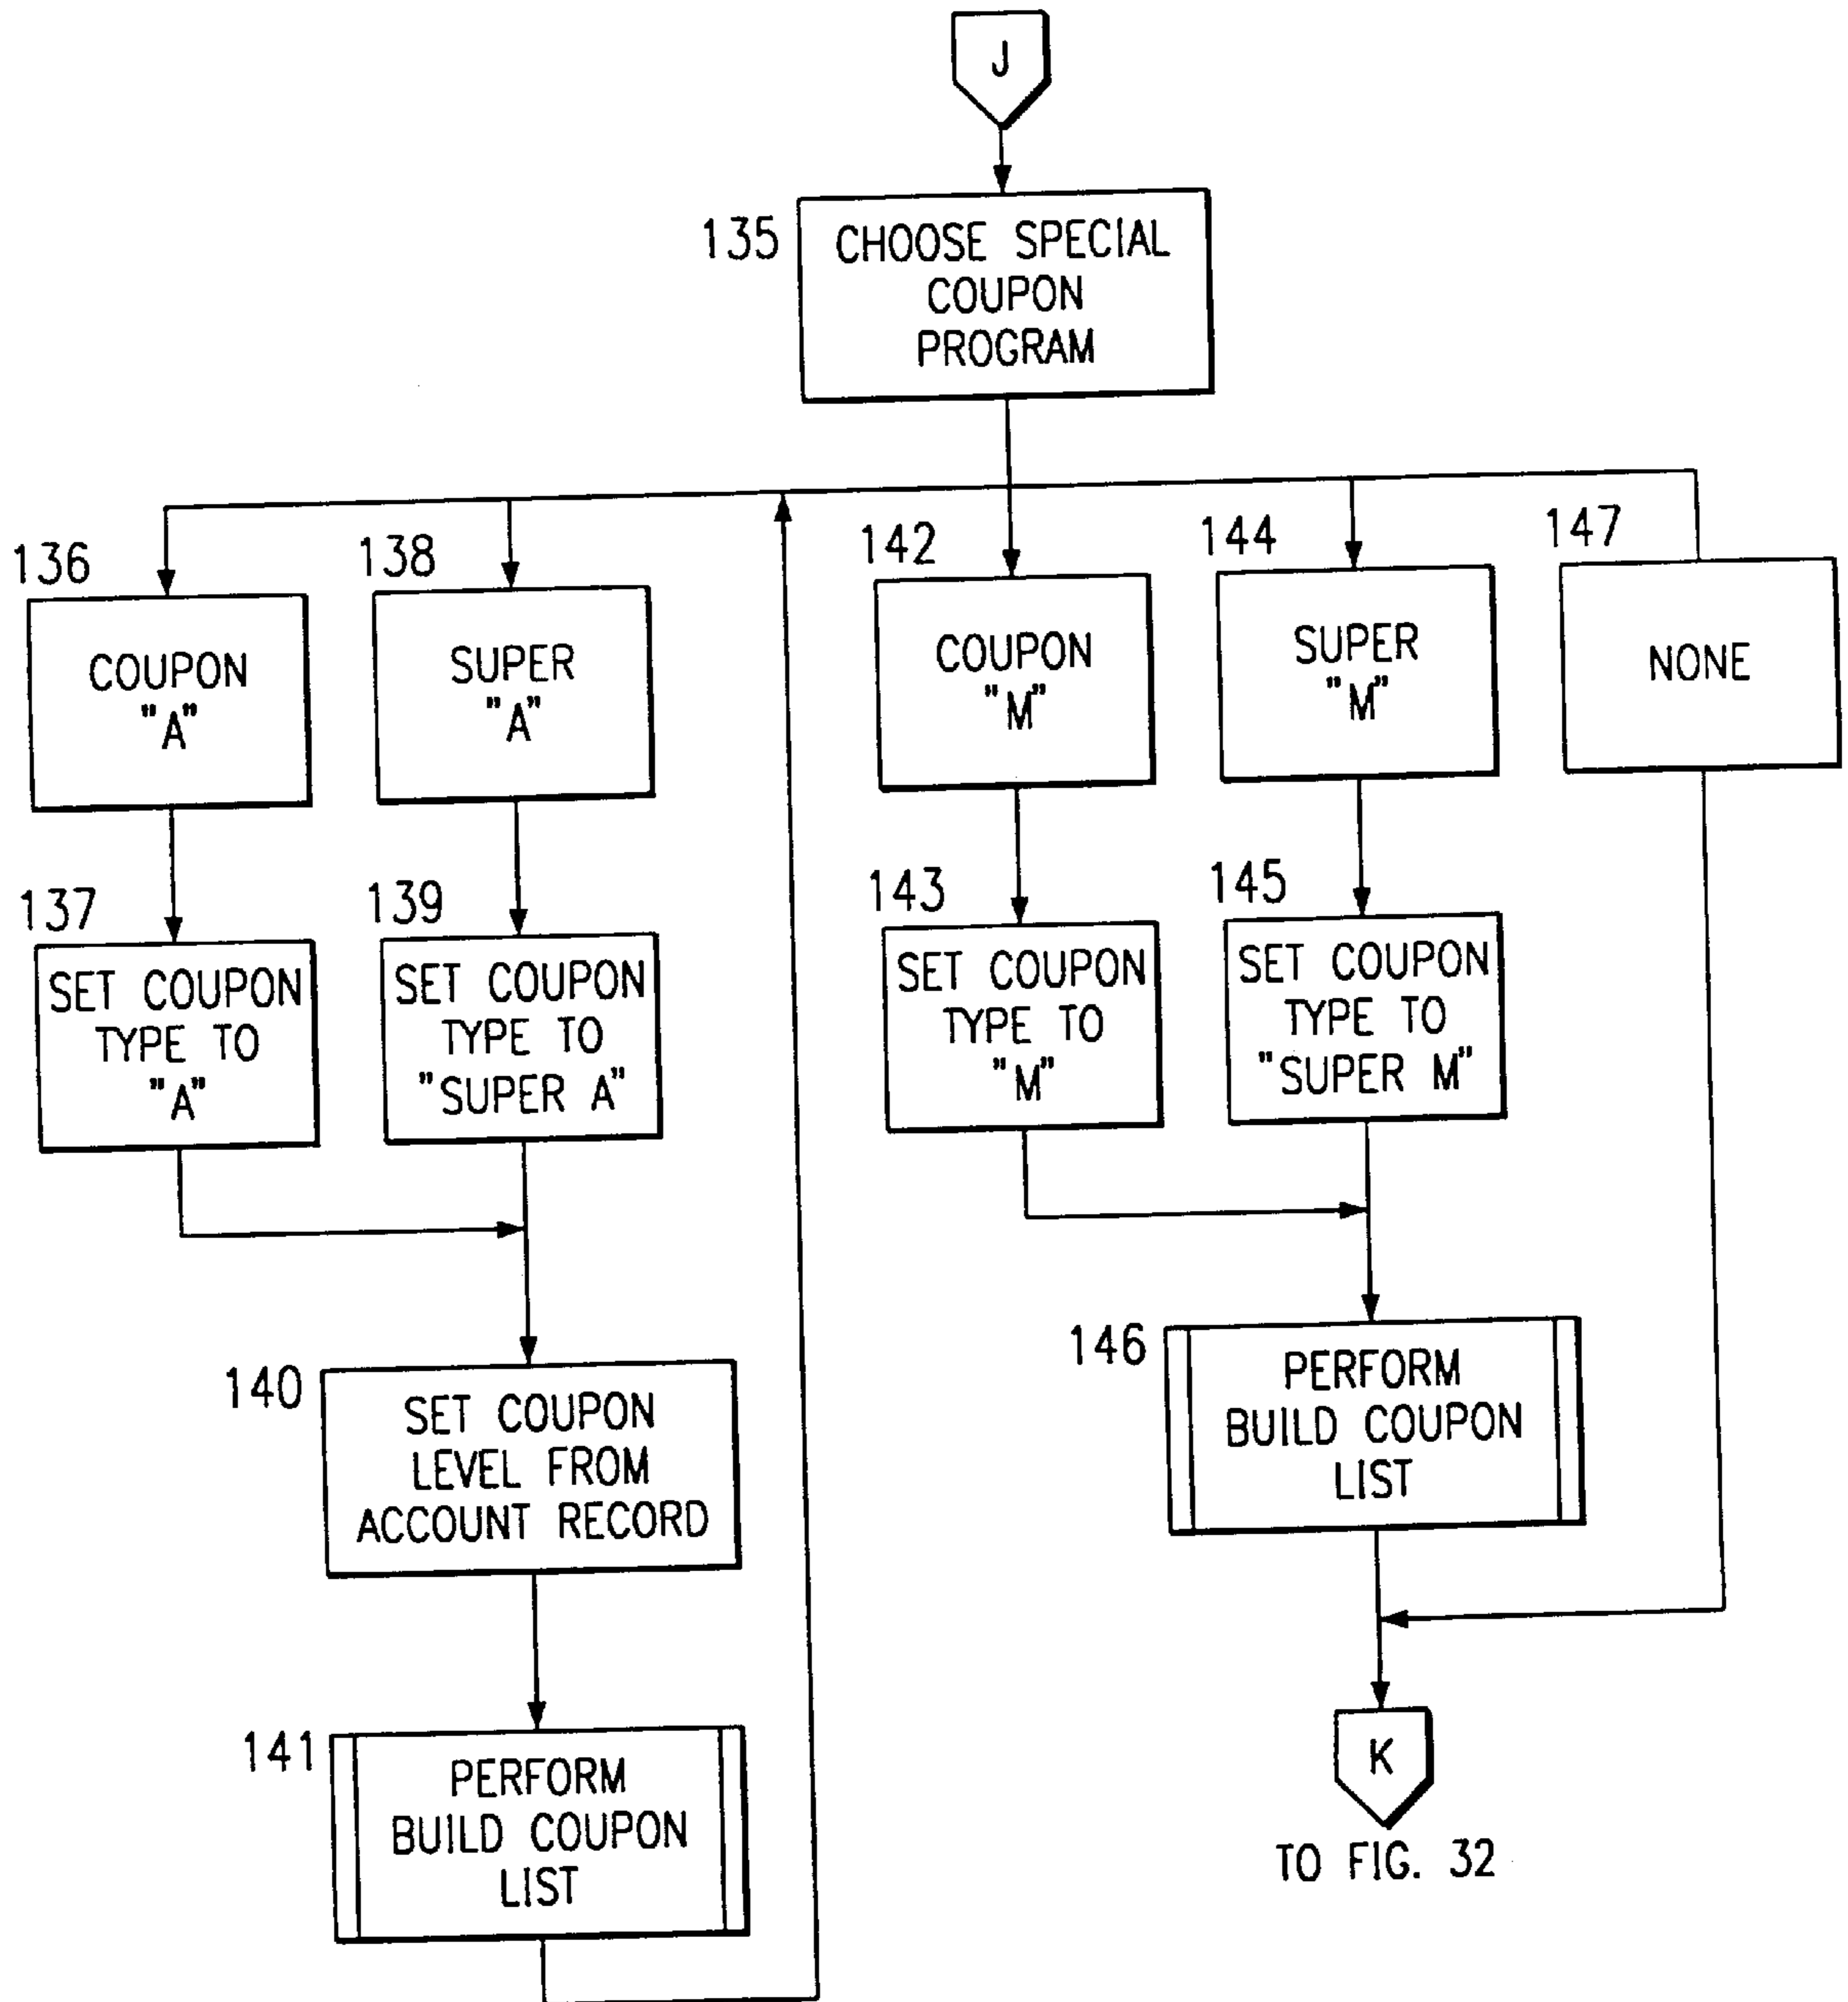 J
135
CHOOSE SPECIAL
COUPON
PROGRAM
136
COUPON
"A"
138
SUPER
"A"
142
COUPON
"M"
144
SUPER
"M"
147
NONE
137
SET COUPON
TYPE TO
"A"
139
SET COUPON
TYPE TO
"SUPER A"
143
SET COUPON
TYPE TO
"M"
145
SET COUPON
TYPE TO
"SUPER M"
140
SET COUPON
LEVEL FROM
ACCOUNT RECORD
146
PERFORM
BUILD COUPON
LIST
141
PERFORM
BUILD COUPON
LIST
K
TO FIG. 32